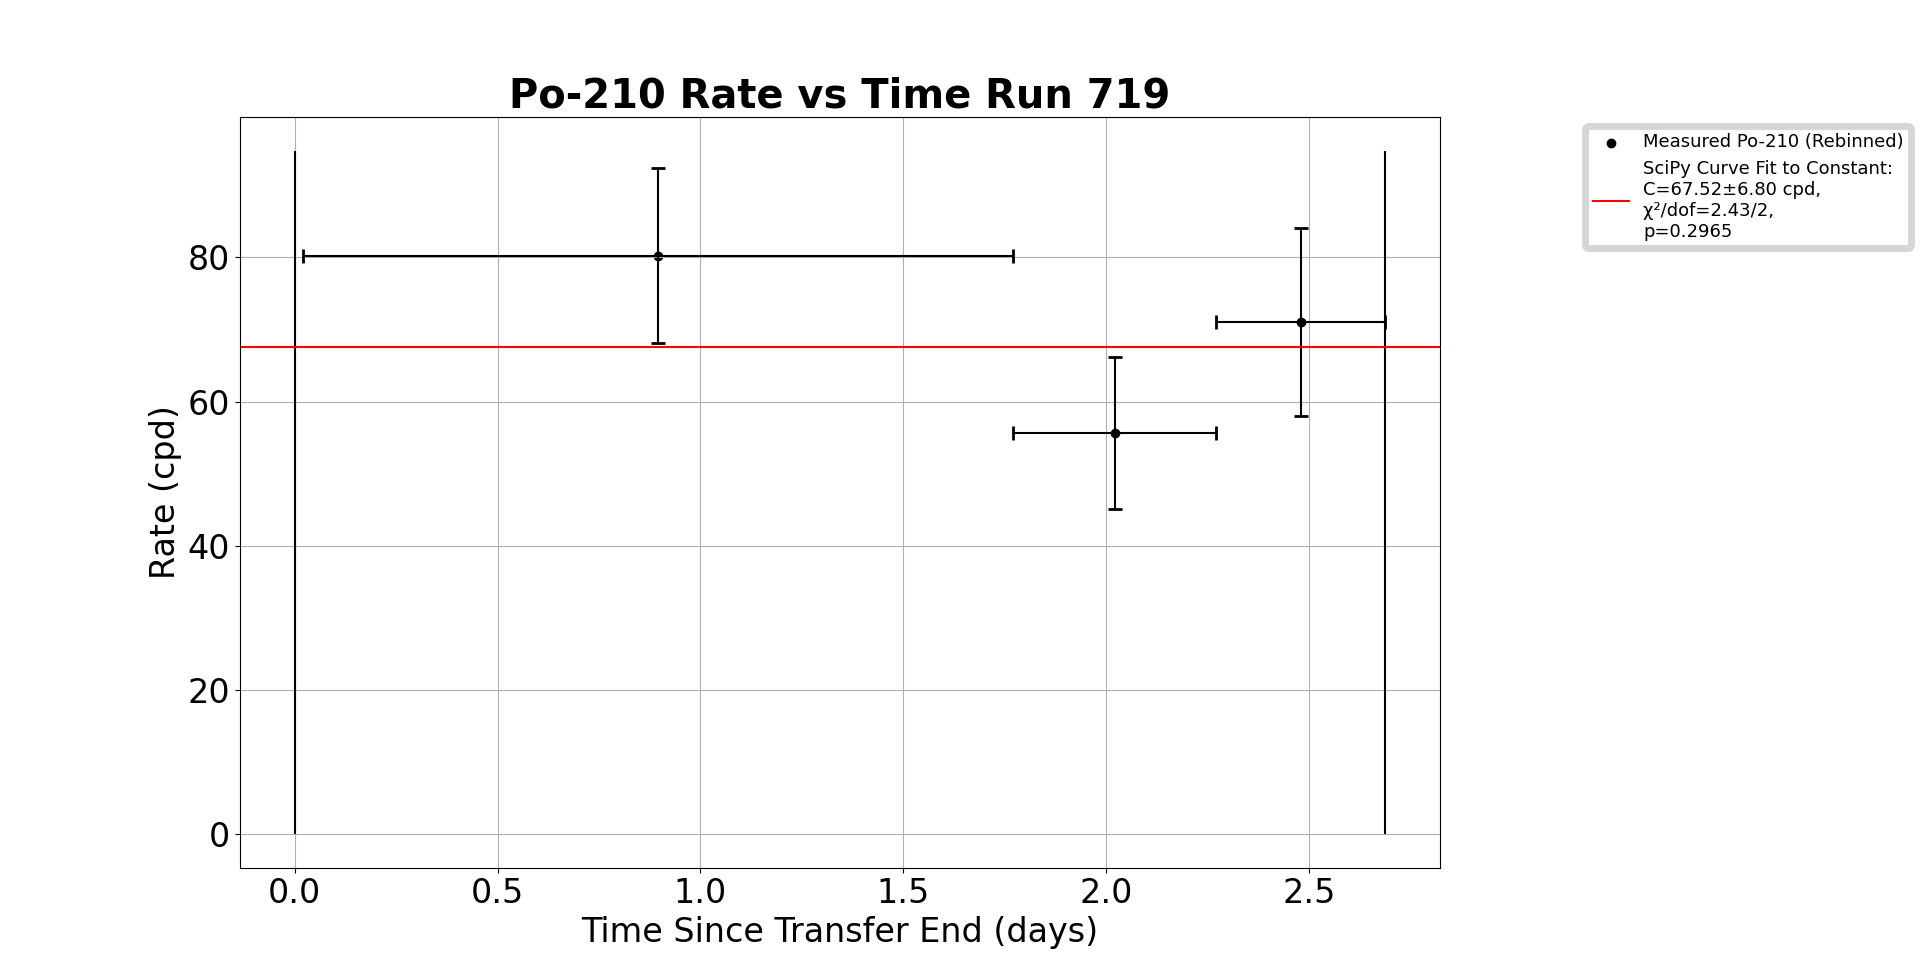 Po-210 Rate vs Time Run 719
Measured Po-210 (Rebinned)
SciPy Curve Fit to Constant:
C=67.52±6.80 cpd,
χ²/dof=2.43/2,
p=0.2965
Rate (cpd)
80
60
40
20
0
0.0 0.5 1.0 1.5 2.0 2.5
Time Since Transfer End (days)